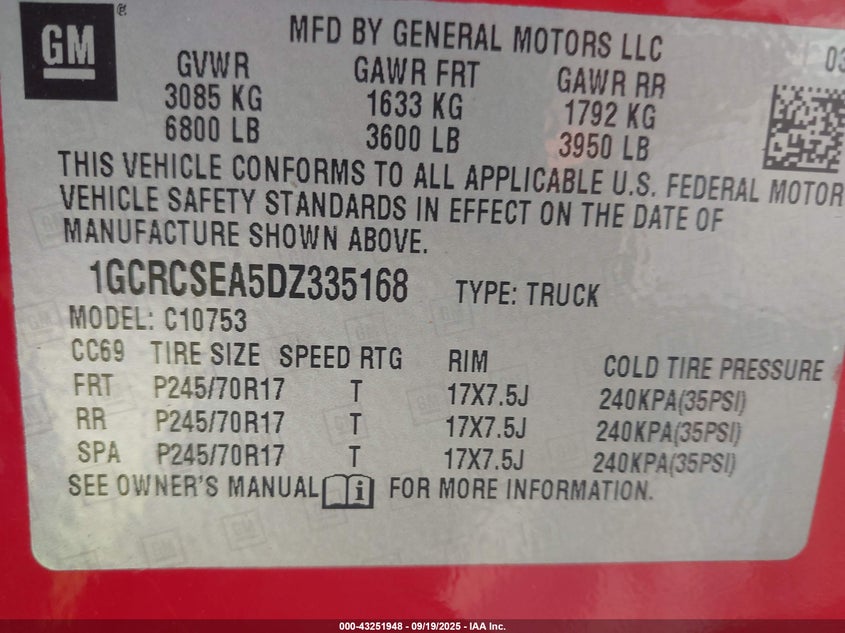 GM®
MFD BY GENERAL MOTORS LLC
03
GVWR GAWR FRT GAWR RR
3085 KG 1633 KG 1792 KG
6800 LB 3600 LB 3950 LB
THIS VEHICLE CONFORMS TO ALL APPLICABLE U.S. FEDERAL MOTOR
VEHICLE SAFETY STANDARDS IN EFFECT ON THE DATE OF
MANUFACTURE SHOWN ABOVE.
1GCRCSEA5DZ335168 TYPE: TRUCK
MODEL: C10753
CC69 TIRE SIZE SPEED RTG RIM COLD TIRE PRESSURE
FRT P245/70R17 T 17X7.5J 240KPA(35PSI)
RR P245/70R17 T 17X7.5J 240KPA(35PSI)
SPA P245/70R17 T 17X7.5J 240KPA(35PSI)
SEE OWNER'S MANUAL i FOR MORE INFORMATION.
000-43251948 - 09/19/2025 - IAA Inc.